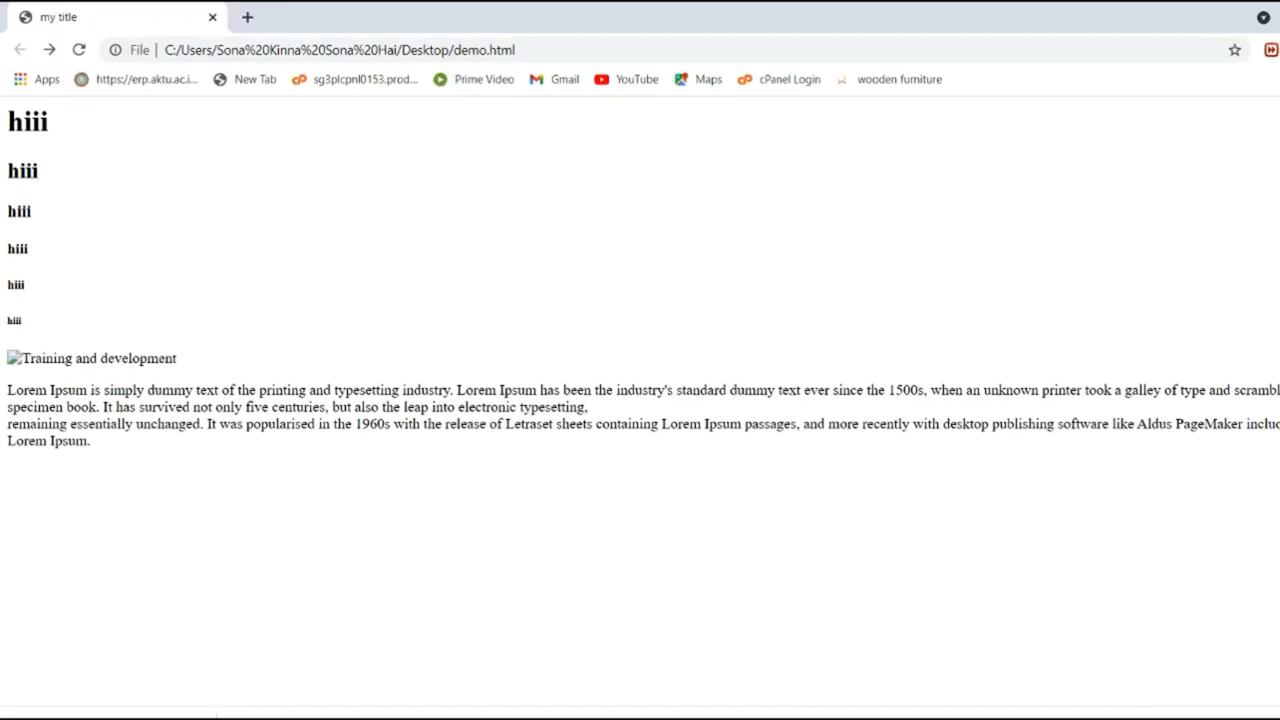 my title
File | C:/Users/Sona%20Kinna%20Sona%20Hai/Desktop/demo.html
Apps https://erp.aktu.ac.i... New Tab sg3plcpnl0153.prod... Prime Video Gmail YouTube Maps cPanel Login wooden furniture
hiii
hiii
hiii
hiii
hiii
hiii
Training and development
Lorem Ipsum is simply dummy text of the printing and typesetting industry. Lorem Ipsum has been the industry's standard dummy text ever since the 1500s, when an unknown printer took a galley of type and scrambl
specimen book. It has survived not only five centuries, but also the leap into electronic typesetting,
remaining essentially unchanged. It was popularised in the 1960s with the release of Letraset sheets containing Lorem Ipsum passages, and more recently with desktop publishing software like Aldus PageMaker includ
Lorem Ipsum.